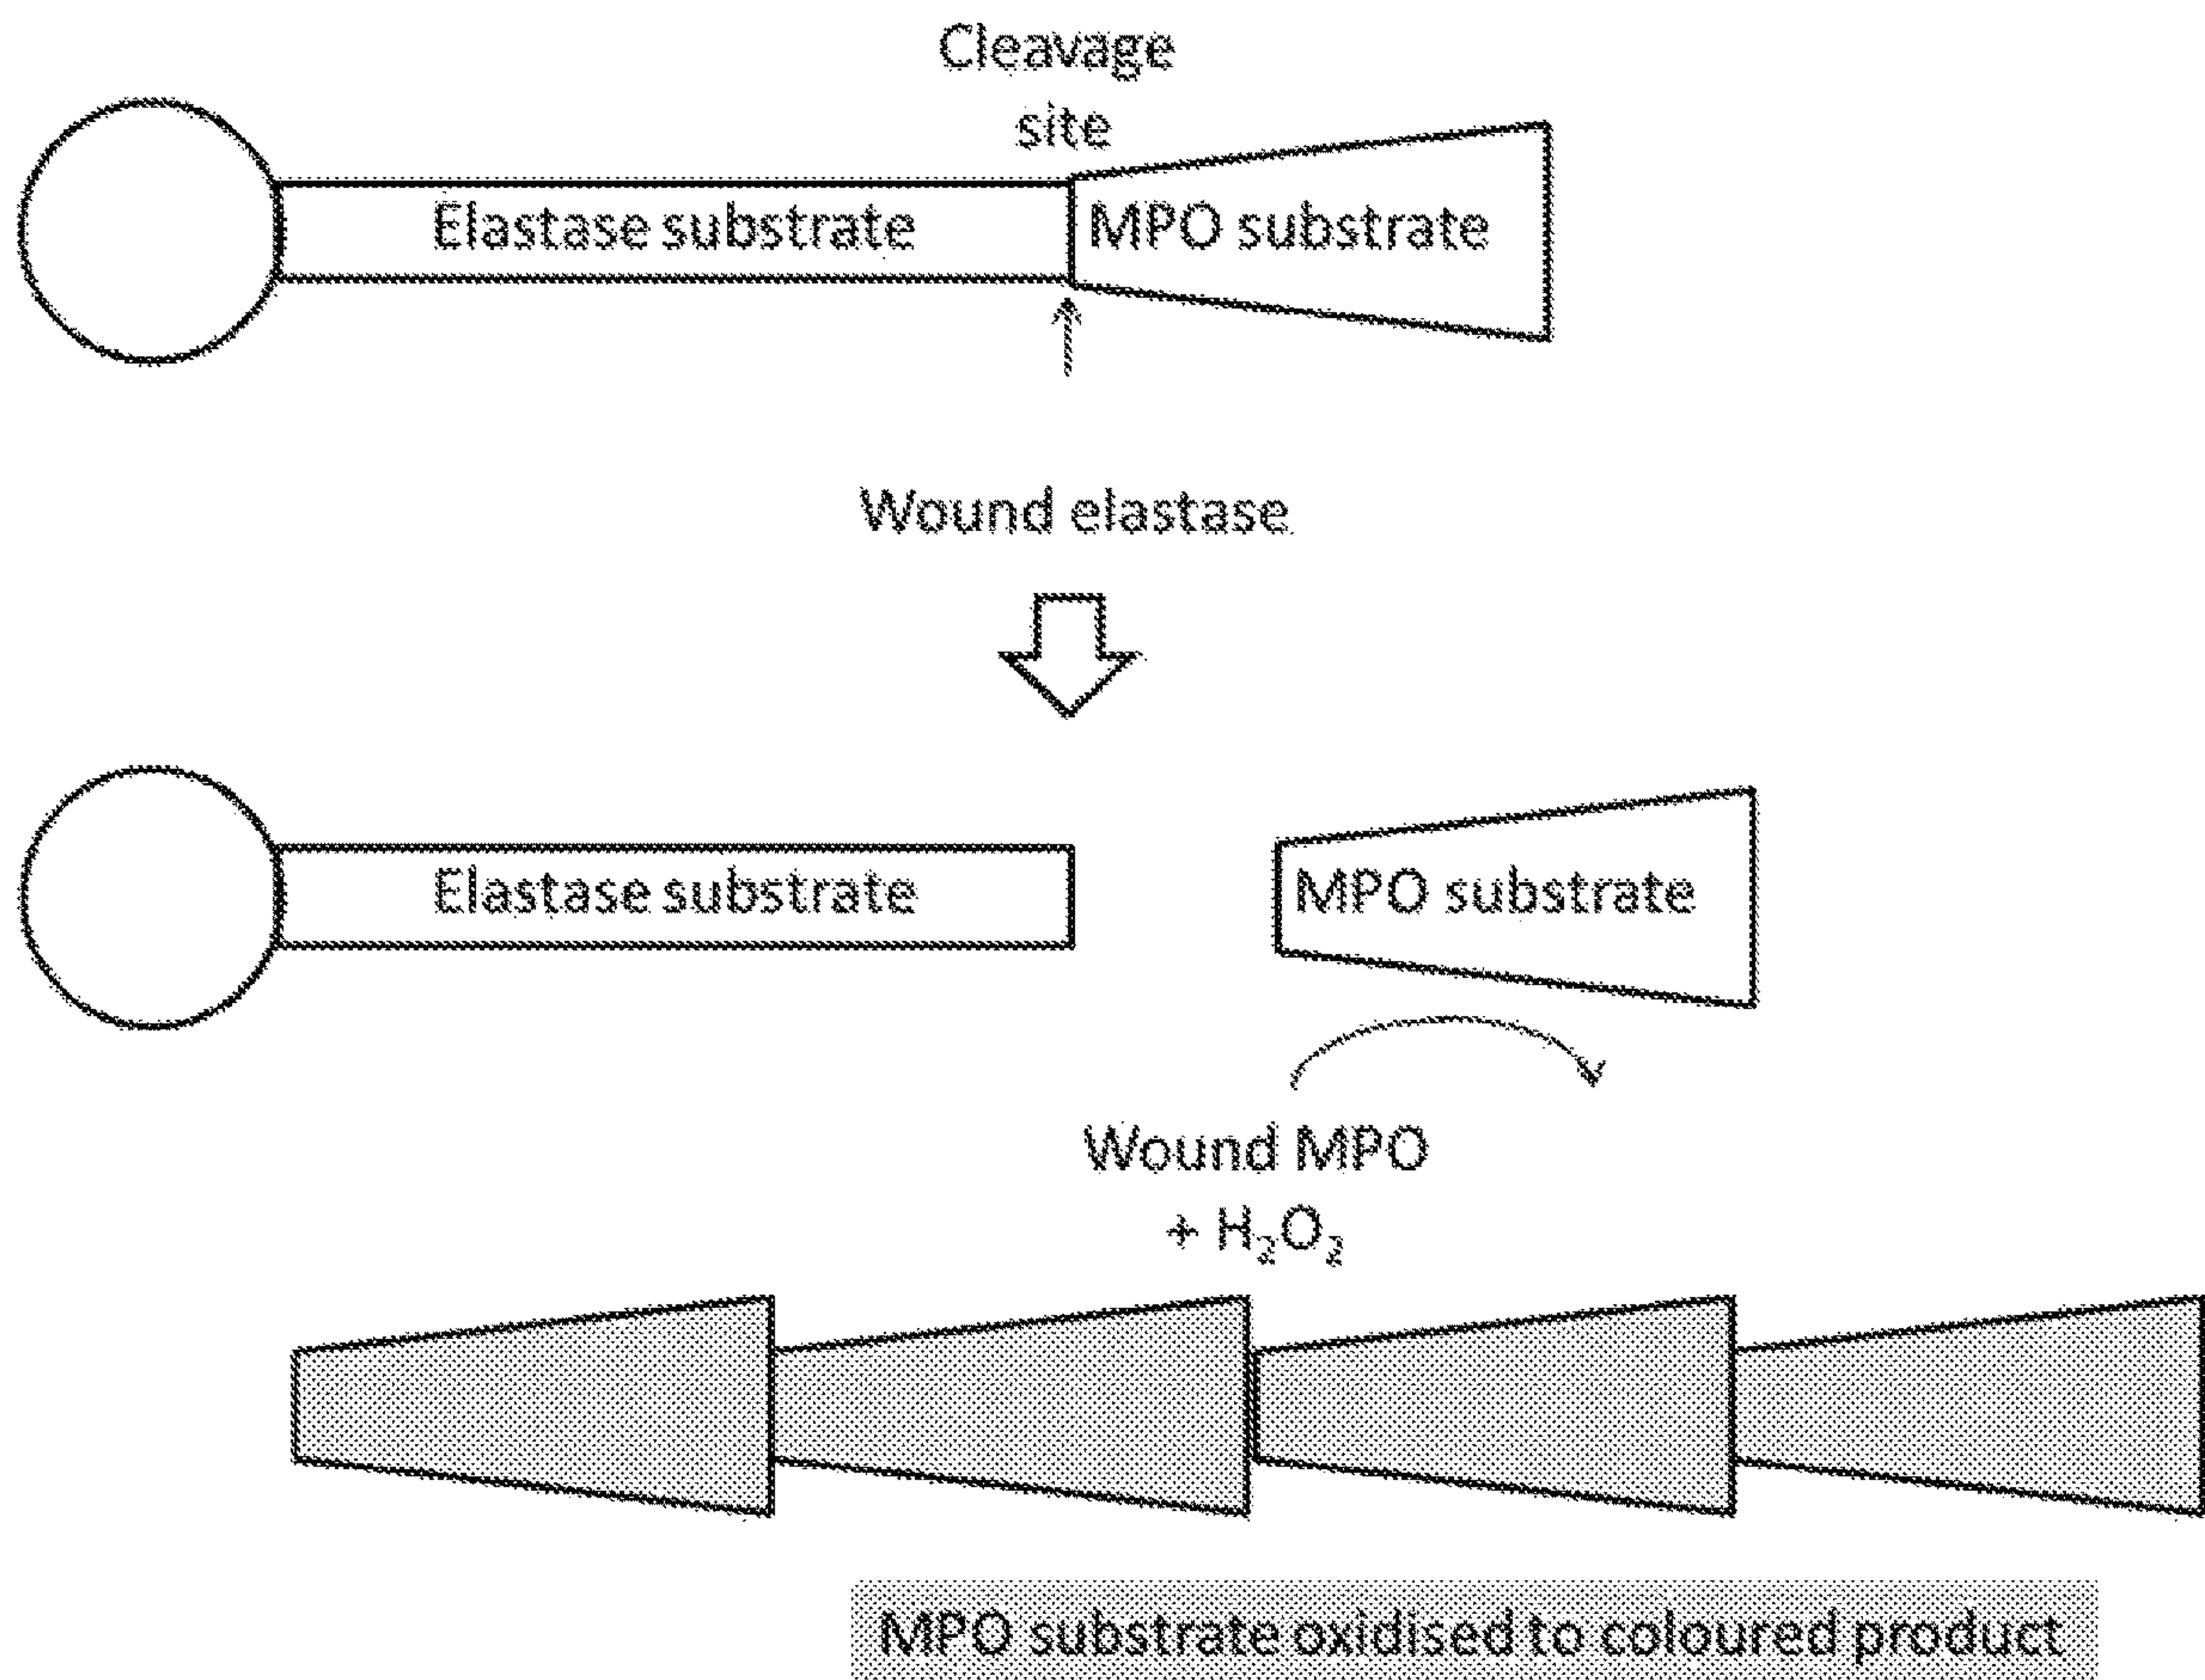 Cleavage
site
Elastase substrate
MPO substrate
Wound elastase
Elastase substrate
MPO substrate
Wound MPO
+ H₂O₂
MPO substrate oxidised to coloured product